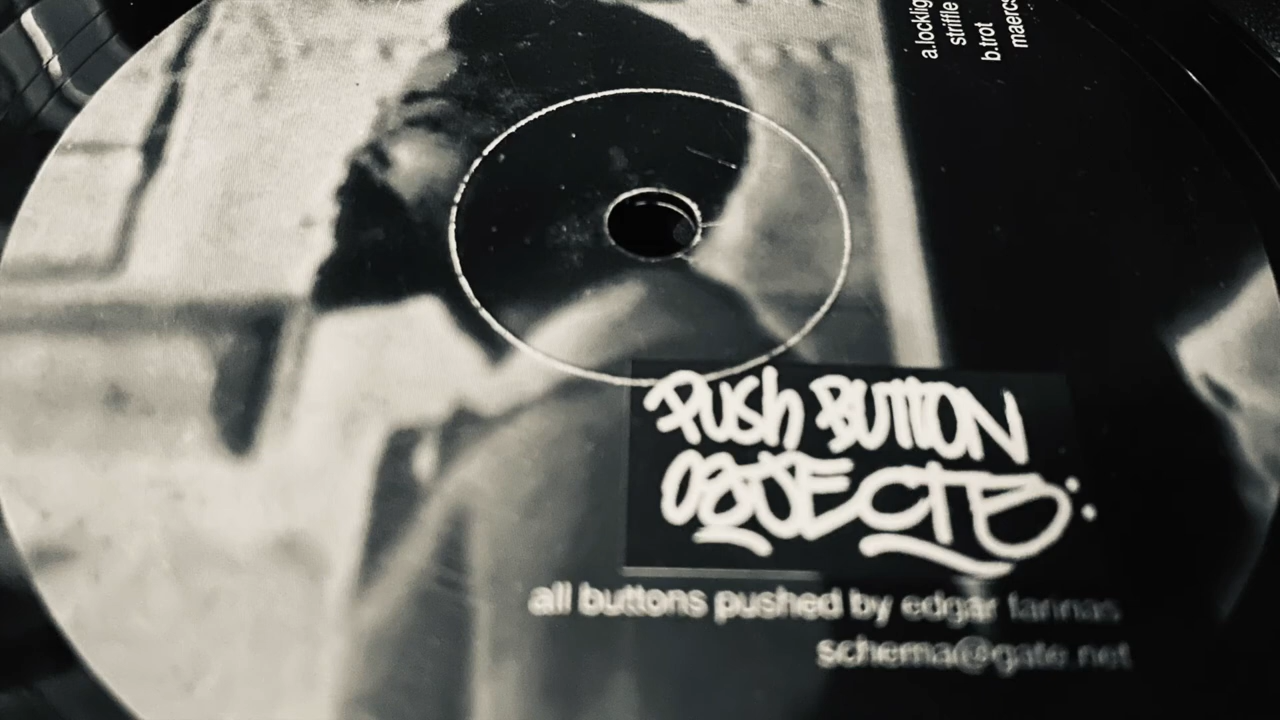 a.locklig
striffle
b.trot
maerc
Push BUTTON
OBJECTS
all buttons pushed by edgar farinas
schema@gate.net